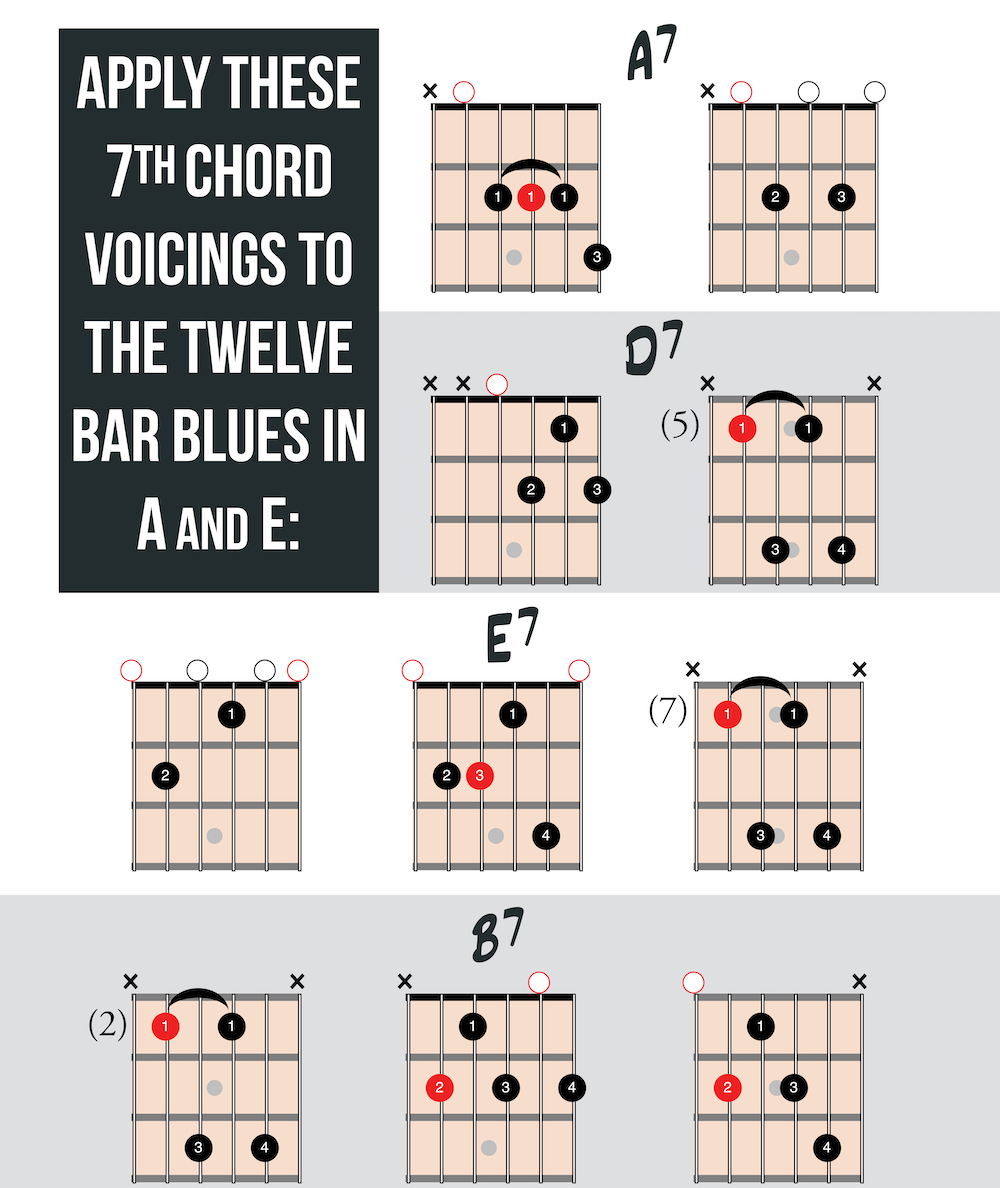 APPLY THESE
7TH CHORD
VOICINGS TO
THE TWELVE
BAR BLUES IN
A AND E:
A7
× ×
1 1 1 2 3
3
D7
× × × ×
(5)
1 1 1
2 3
3 4
E7
× ×
(7)
1 1 1 1
2 2 3
4 3 4
B7
× × × ×
(2)
1 1 1 1
2 3 4 2 3
3 4 4